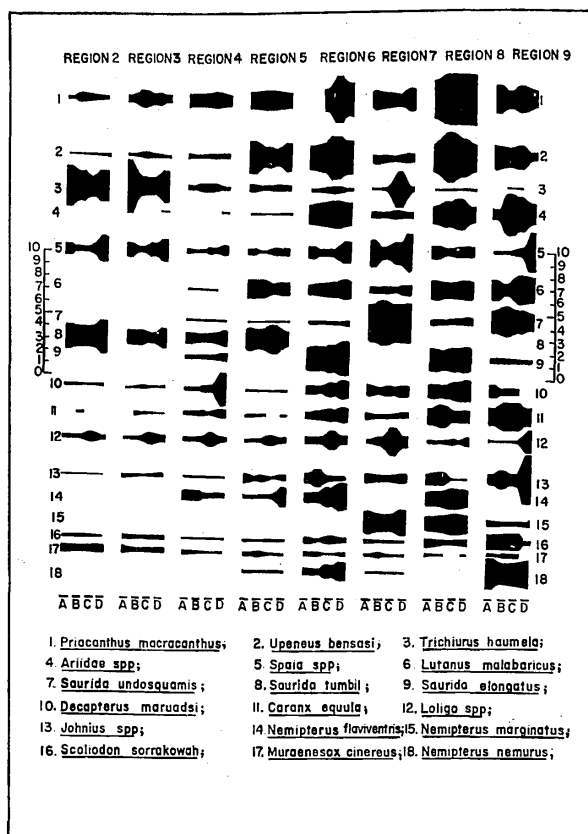 REGION 2 REGION 3 REGION 4 REGION 5 REGION 6 REGION 7 REGION 8 REGION 9
1 1
2 2
3 3
4 4
10 5 5 10
9 9
8 8
7 6 6 7
6 6
5 7 5
4 7 4
3 8 3
2 8 2
1 9 9 1
0 0
10 10
11 11
12 12
13 13
14 14
15 15
16 16
17 17
18 18
A B C D A B C D A B C D A B C D A B C D A B C D A B C D A B C D
1. Priacanthus macracanthus; 2. Upeneus bensasi; 3. Trichiurus haumela;
4 Ariidae spp; 5 Spaia spp; 6 Lutanus malabaricus;
7. Saurida undosquamis; 8 Saurida tumbil; 9 Saurida elongatus;
10. Decapterus maruadsi; 11. Caranx equula; 12. Loligo spp;
13 Johnius spp; 14 Nemipterus flaviventris; 15. Nemipterus marginatus;
16. Scoliodon sorrakowah; 17. Muraenesox cinereus; 18. Nemipterus nemurus;